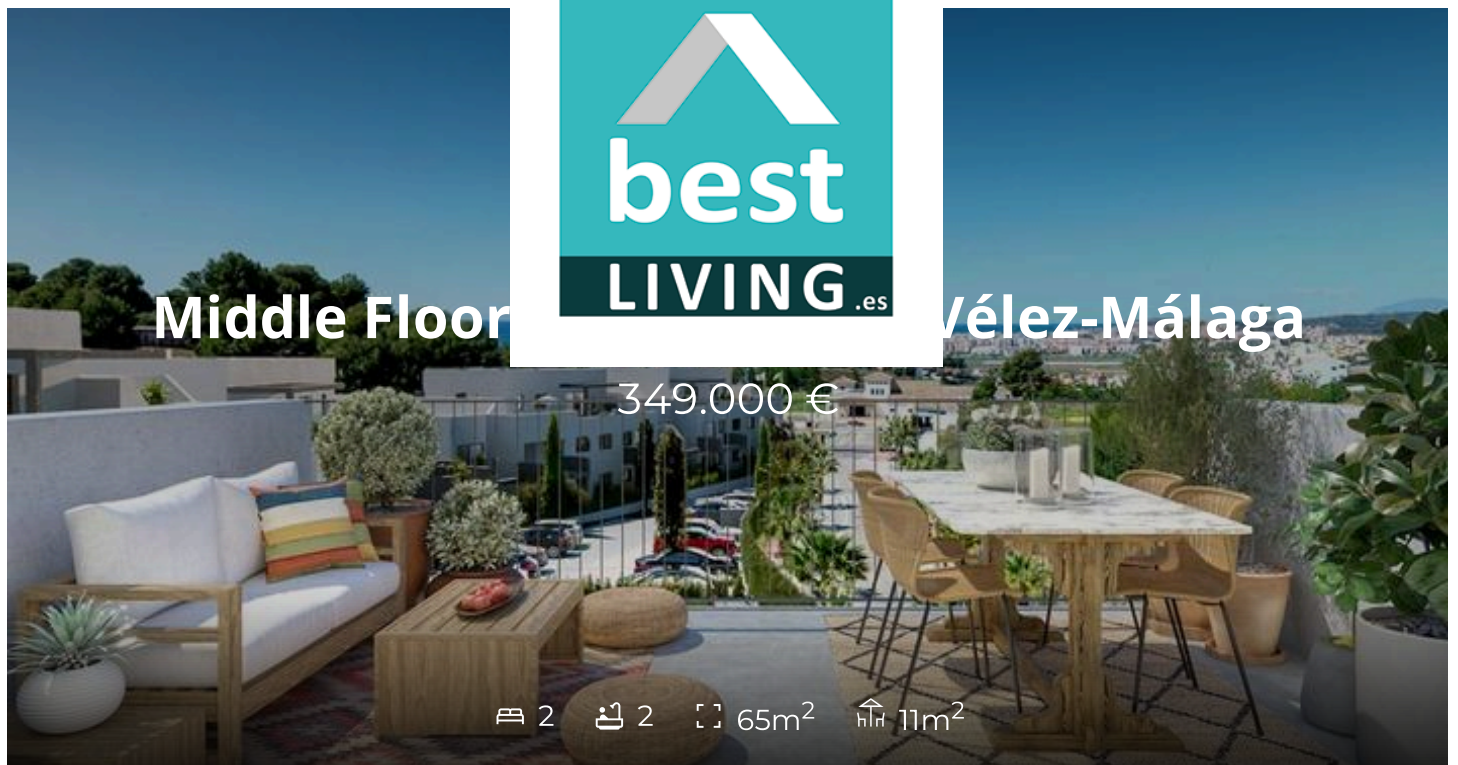 best
LIVING.es
Middle Floor Vélez-Málaga
349.000 €
2 2 65m² 11m²